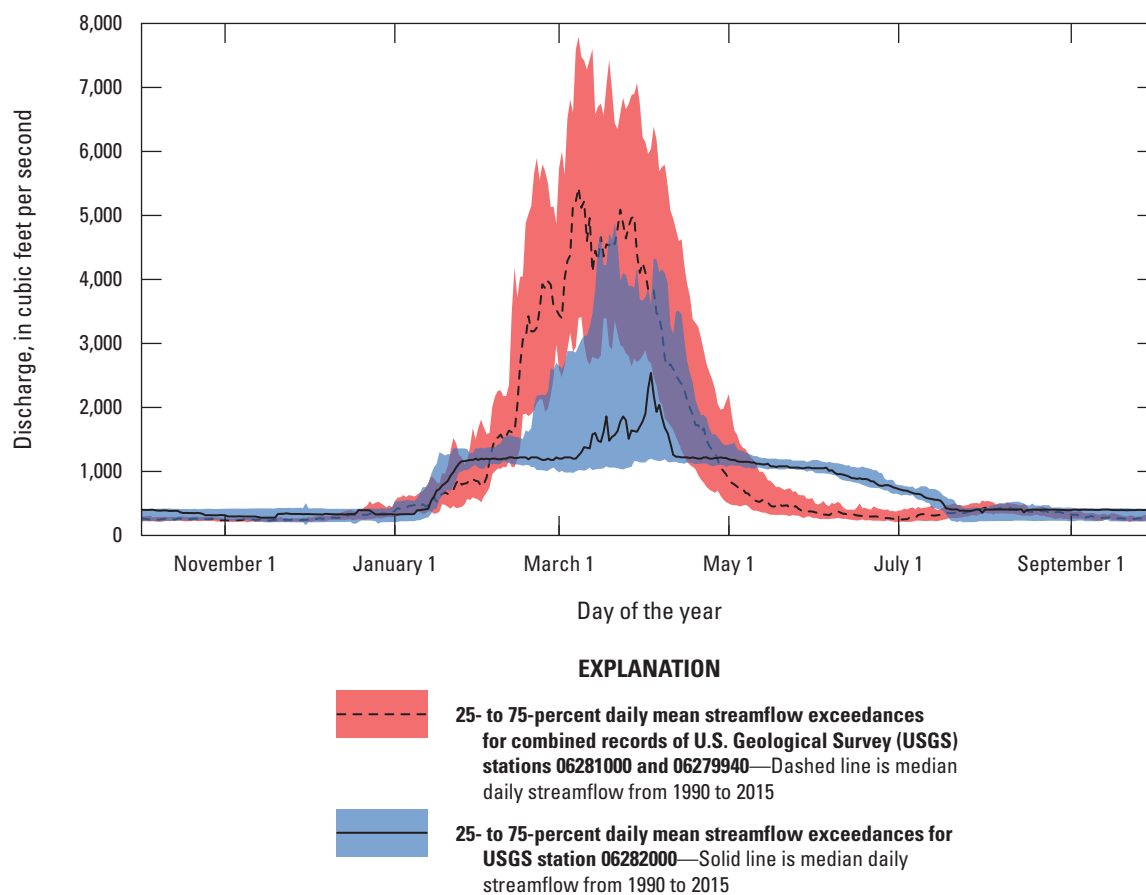 8,000
7,000
6,000
5,000
4,000
3,000
2,000
1,000
0
Discharge, in cubic feet per second
November 1
January 1
March 1
May 1
July 1
September 1
Day of the year
EXPLANATION
25- to 75-percent daily mean streamflow exceedances
for combined records of U.S. Geological Survey (USGS)
stations 06281000 and 06279940—Dashed line is median
daily streamflow from 1990 to 2015
25- to 75-percent daily mean streamflow exceedances for
USGS station 06282000—Solid line is median daily
streamflow from 1990 to 2015